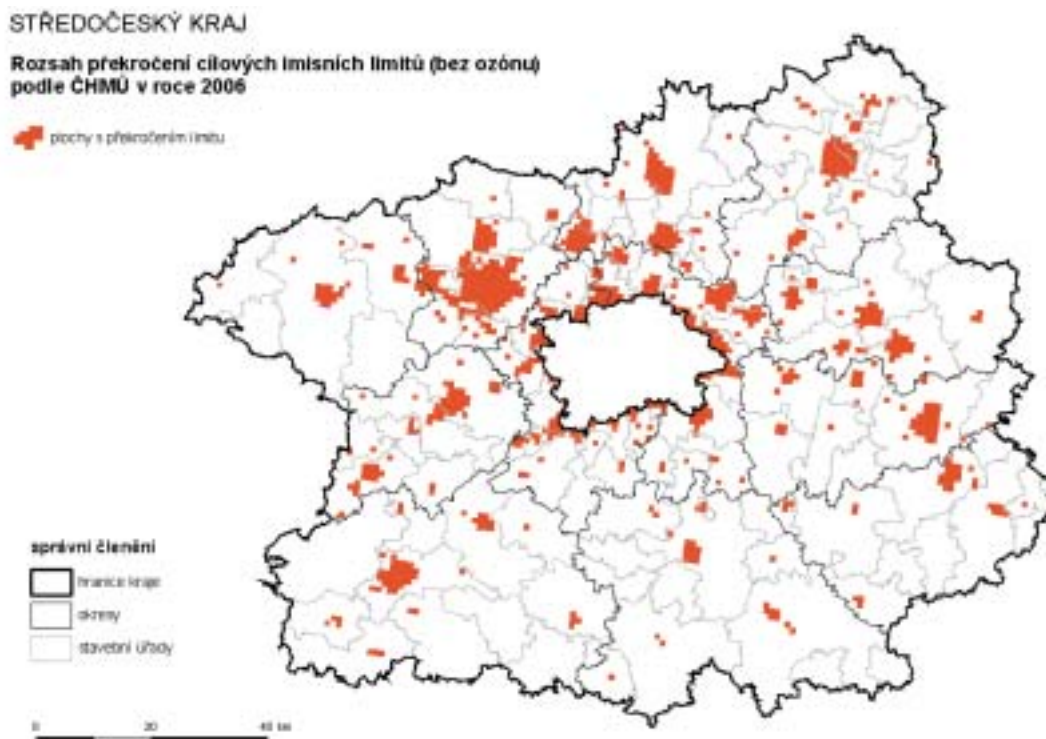 STŘEDOČESKÝ KRAJ
Rozsah překročení cílových imisních limitů (bez ozónu)
podle ČHMÚ v roce 2006
plochy s překročením limitu
správní členění
hranice kraje
okresy
stavební úřady
0 20 40 km